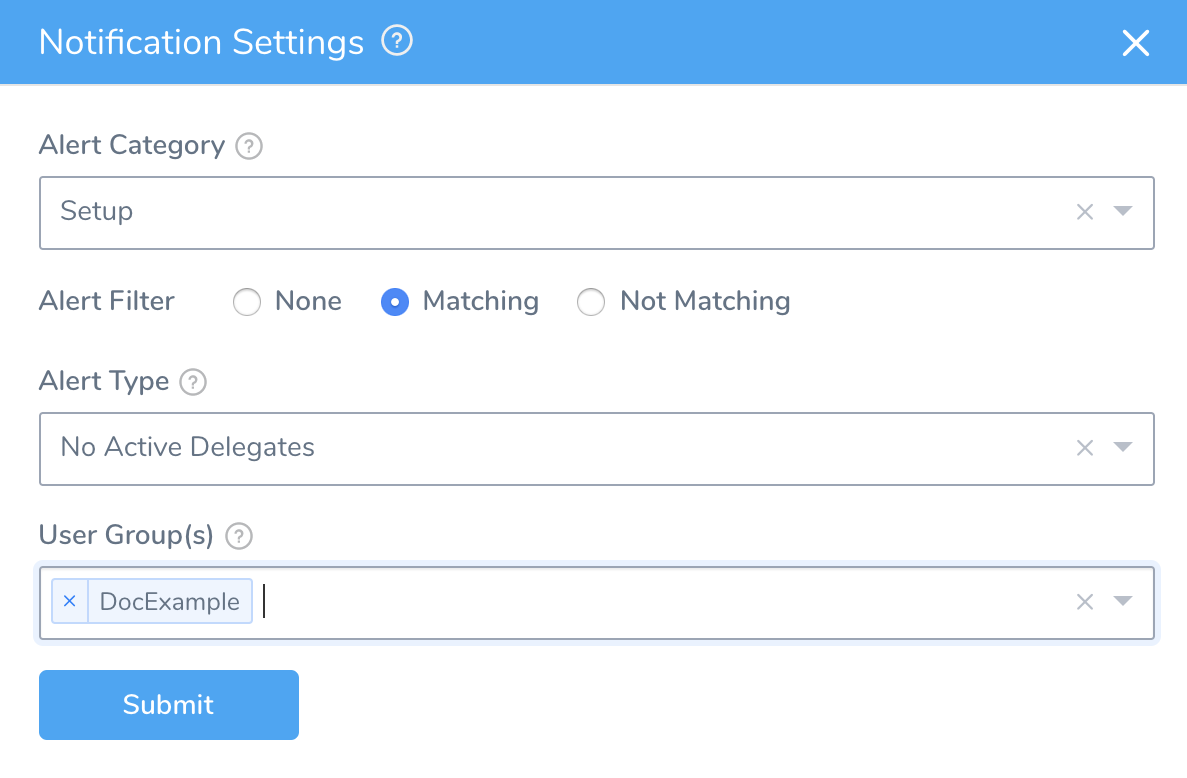 Notification Settings ?
Alert Category ?
Setup
Alert Filter None Matching Not Matching
Alert Type ?
No Active Delegates
User Group(s) ?
× DocExample
Submit